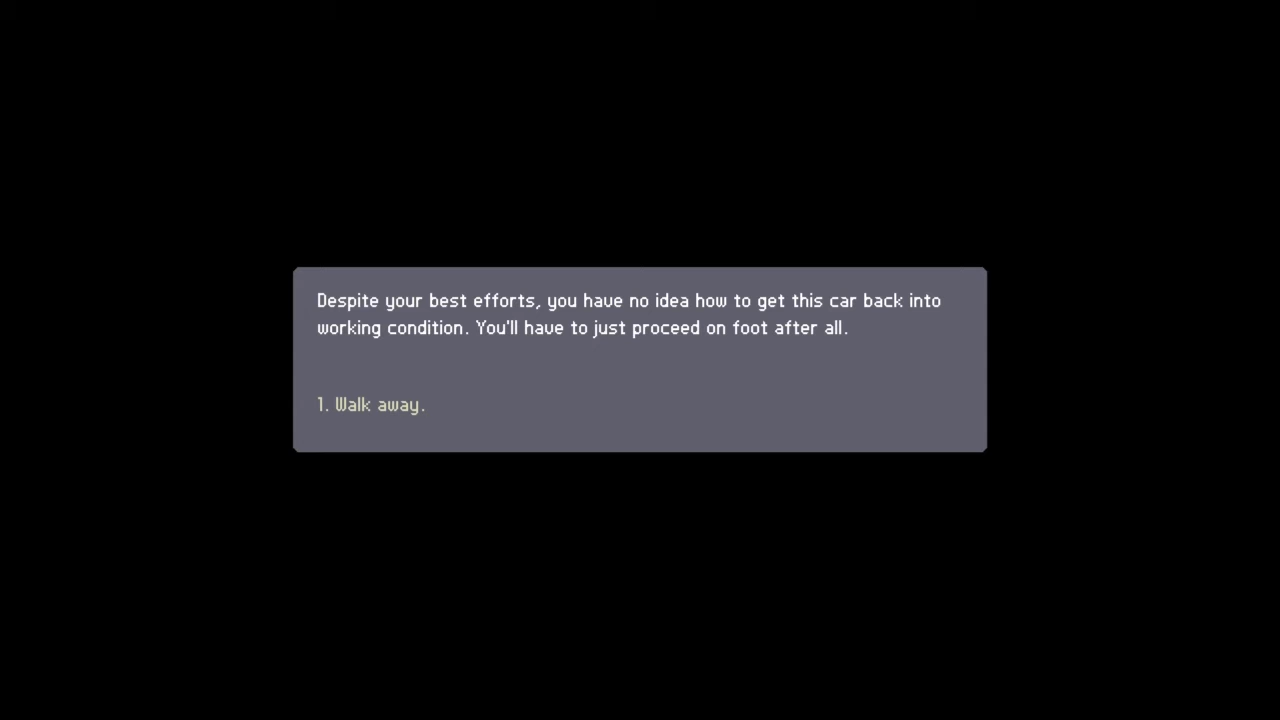 Despite your best efforts, you have no idea how to get this car back into
working condition. You'll have to just proceed on foot after all.
1. Walk away.